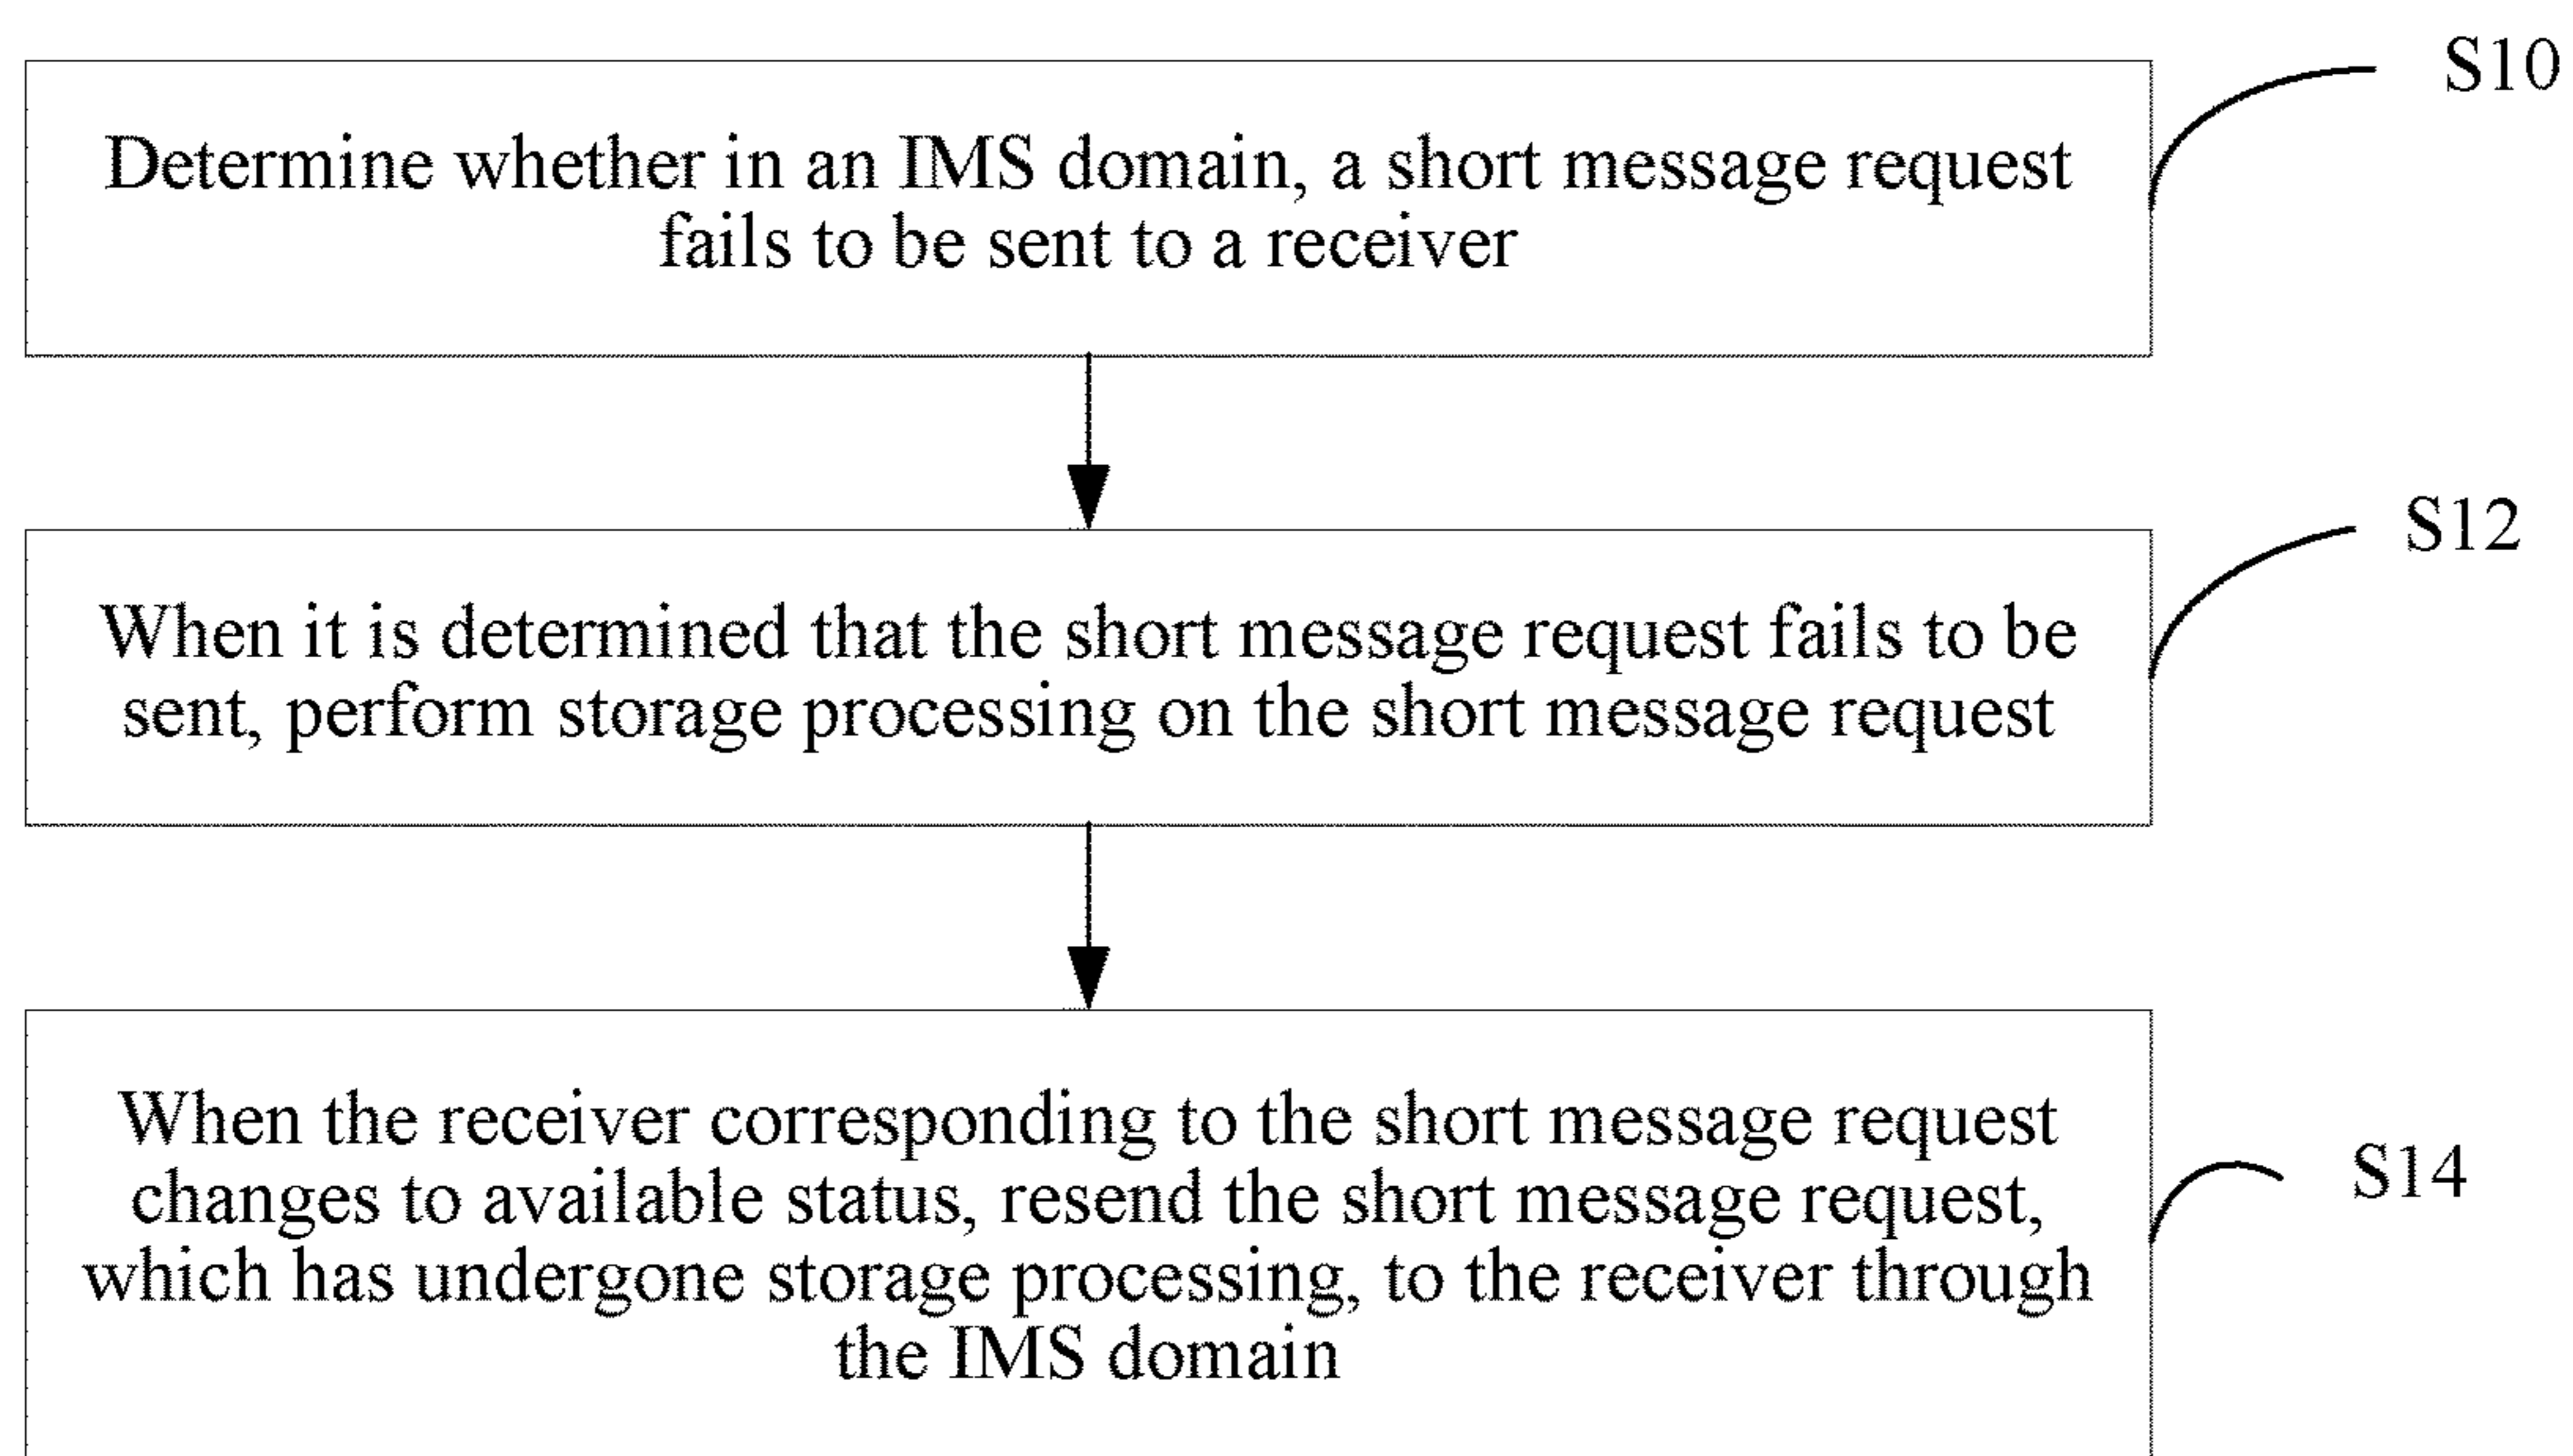 S10
Determine whether in an IMS domain, a short message request
fails to be sent to a receiver
S12
When it is determined that the short message request fails to be
sent, perform storage processing on the short message request
When the receiver corresponding to the short message request
changes to available status, resend the short message request,
S14
which has undergone storage processing, to the receiver through
the IMS domain